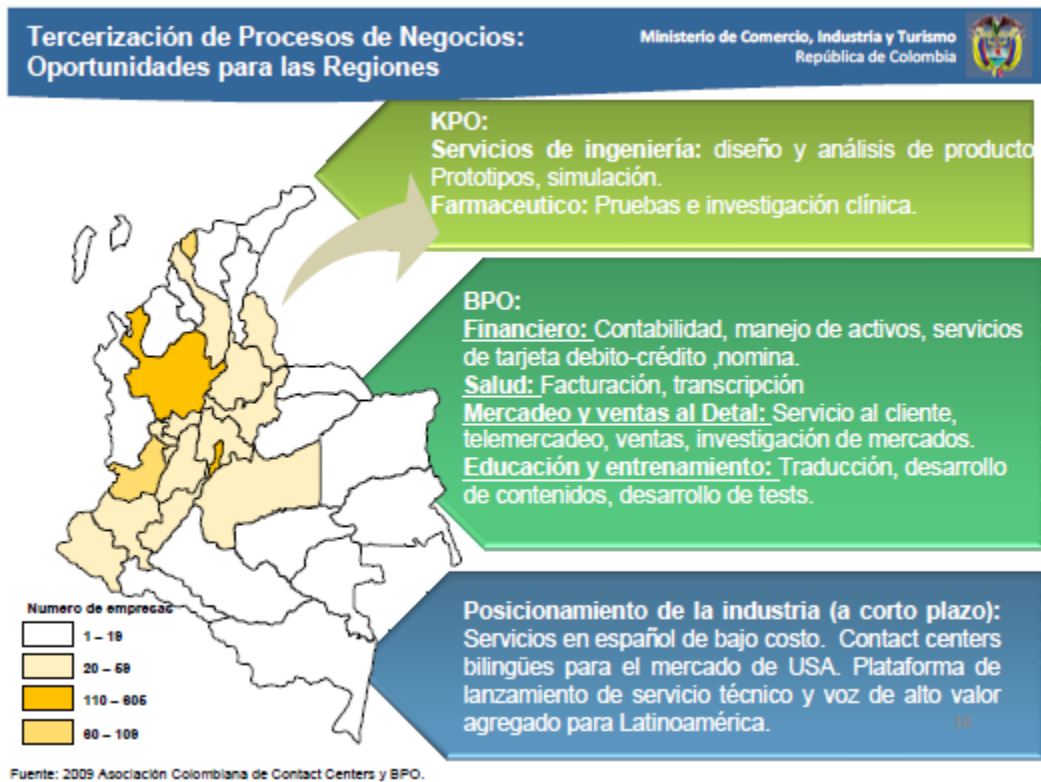 Tercerización de Procesos de Negocios:
Oportunidades para las Regiones
Ministerio de Comercio, Industria y Turismo
República de Colombia
KPO:
Servicios de ingeniería: diseño y análisis de producto
Prototipos, simulación.
Farmaceutico: Pruebas e investigación clínica.
BPO:
Financiero: Contabilidad, manejo de activos, servicios
de tarjeta debito-crédito ,nomina.
Salud: Facturación, transcripción
Mercadeo y ventas al Detal: Servicio al cliente,
telemercadeo, ventas, investigación de mercados.
Educación y entrenamiento: Traducción, desarrollo
de contenidos, desarrollo de tests.
Numero de empresas
1 – 19
20 – 59
110 – 605
60 – 109
Posicionamiento de la industria (a corto plazo):
Servicios en español de bajo costo. Contact centers
bilingües para el mercado de USA. Plataforma de
lanzamiento de servicio técnico y voz de alto valor
agregado para Latinoamérica.
Fuente: 2009 Asociación Colombiana de Contact Centers y BPO.